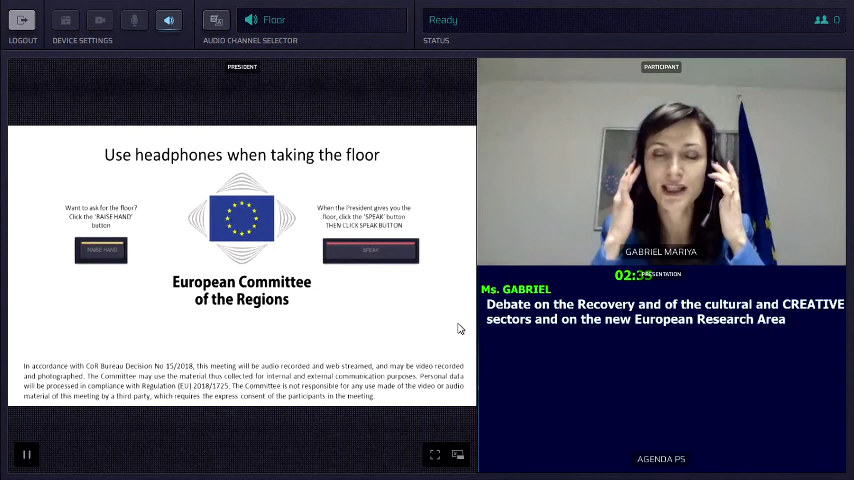 Floor
Ready
0
LOGOUT
DEVICE SETTINGS
AUDIO CHANNEL SELECTOR
STATUS
PRESIDENT
Use headphones when taking the floor
Want to ask for the floor?
Click the 'RAISE HAND'
button
RAISE HAND
When the President gives you the
floor, click the 'SPEAK' button
THEN CLICK SPEAK BUTTON
SPEAK
European Committee
of the Regions
In accordance with CoR Bureau Decision No 15/2018, this meeting will be audio recorded and web streamed, and may be video recorded
and photographed. The Committee may use the material thus collected for internal and external communication purposes. Personal data
will be processed in compliance with Regulation (EU) 2018/1725. The Committee is not responsible for any use made of the video or audio
material of this meeting by a third party, which requires the express consent of the participants in the meeting.
PARTICIPANT
GABRIEL MARIYA
PRESENTATION
Ms. GABRIEL
Debate on the Recovery and of the cultural and CREATIVE
sectors and on the new European Research Area
AGENDA PS